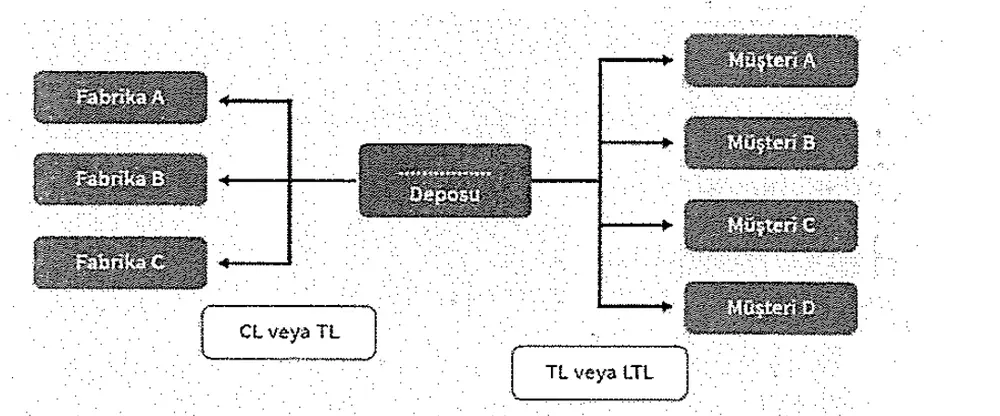 Fabrika A
Fabrika B
Fabrika C
....................
Deposu
Müşteri A
Müşteri B
Müşteri C
Müşteri D
CL veya TL
TL veya LTL